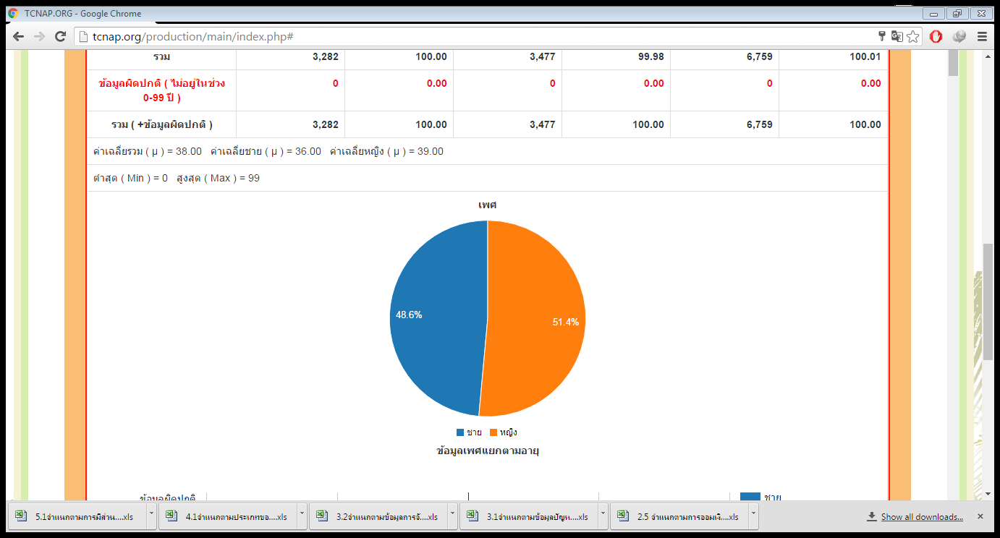 TCNAP.ORG - Google Chrome
tcnap.org/production/main/index.php#
รวม 3,282 100.00 3,477 99.98 6,759 100.01
ข้อมูลผิดปกติ ( ไม่อยู่ในช่วง 0 0.00 0 0.00 0 0.00
0-99 ปี )
รวม ( +ข้อมูลผิดปกติ ) 3,282 100.00 3,477 100.00 6,759 100.00
ค่าเฉลี่ยรวม ( μ ) = 38.00 ค่าเฉลี่ยชาย ( μ ) = 36.00 ค่าเฉลี่ยหญิง ( μ ) = 39.00
ต่ำสุด ( Min ) = 0 สูงสุด ( Max ) = 99
เพศ
48.6%
51.4%
ชาย หญิง
ข้อมูลเพศแยกตามอายุ
ข้อมูลผิดปกติ ชาย
5.1จำแนกตามการมีส่วน....xls 4.1จำแนกตามประเภทขอ....xls 3.2จำแนกตามข้อมูลการจั....xls 3.1จำแนกตามข้อมูลปัญห....xls 2.5 จำแนกตามการออมเงิ....xls Show all downloads...